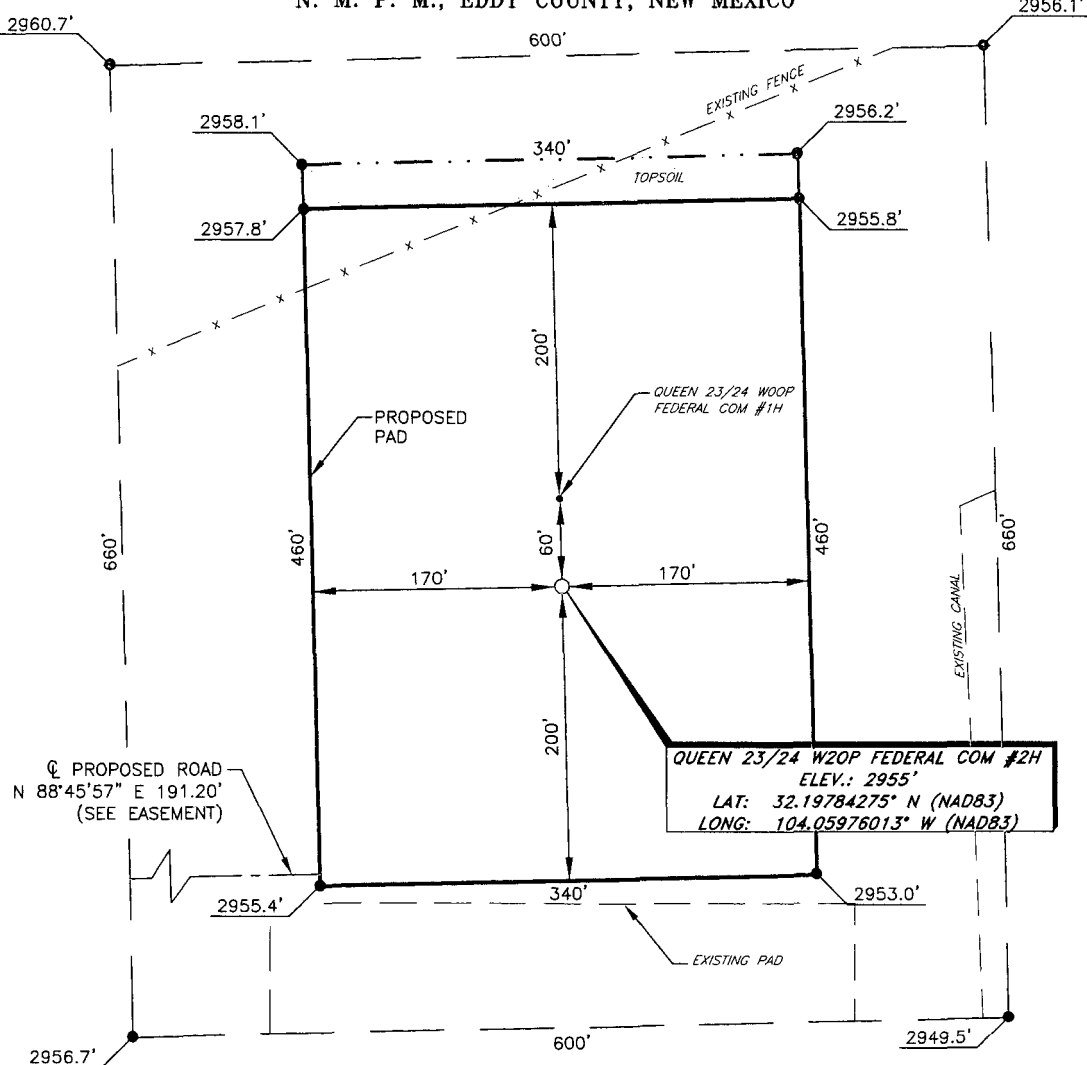 N. M. P. M., EDDY COUNTY, NEW MEXICO
2960.7'
2956.1'
600'
EXISTING FENCE
2958.1'
2956.2'
340'
TOPSOIL
2957.8'
2955.8'
200'
QUEEN 23/24 WOOP
FEDERAL COM #1H
PROPOSED
PAD
660'
460'
60'
460'
660'
170'
170'
EXISTING CANAL
200'
QUEEN 23/24 W2OP FEDERAL COM #2H
ELEV.: 2955'
LAT: 32.19784275° N (NAD83)
LONG: 104.05976013° W (NAD83)
℄ PROPOSED ROAD
N 88°45'57" E 191.20'
(SEE EASEMENT)
2955.4'
340'
2953.0'
EXISTING PAD
2956.7'
600'
2949.5'